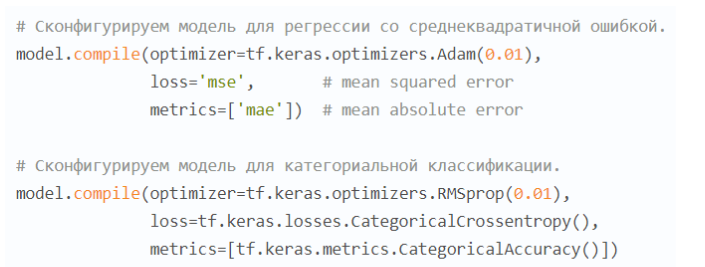 # Сконфигурируем модель для регрессии со среднеквадратичной ошибкой.
model.compile(optimizer=tf.keras.optimizers.Adam(0.01),
              loss='mse',       # mean squared error
              metrics=['mae'])  # mean absolute error

# Сконфигурируем модель для категориальной классификации.
model.compile(optimizer=tf.keras.optimizers.RMSprop(0.01),
              loss=tf.keras.losses.CategoricalCrossentropy(),
              metrics=[tf.keras.metrics.CategoricalAccuracy()])